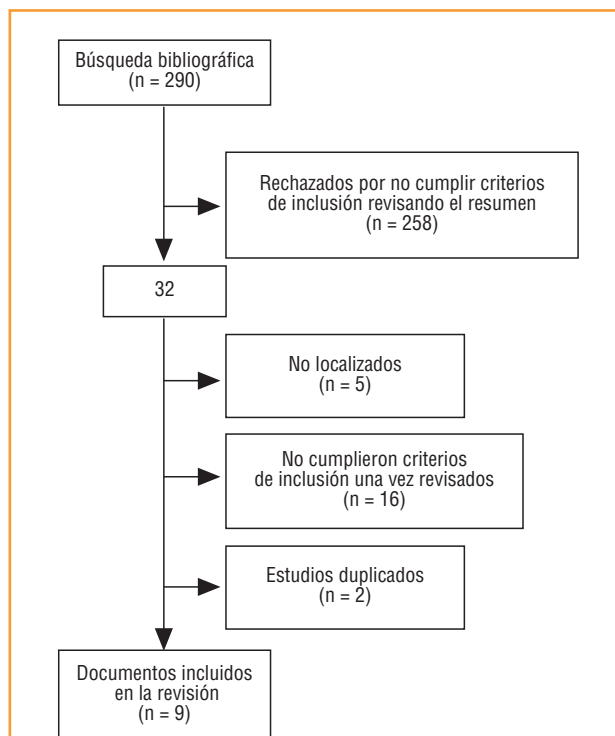 Búsqueda bibliográfica
(n = 290)
Rechazados por no cumplir criterios
de inclusión revisando el resumen
(n = 258)
32
No localizados
(n = 5)
No cumplieron criterios
de inclusión una vez revisados
(n = 16)
Estudios duplicados
(n = 2)
Documentos incluidos
en la revisión
(n = 9)